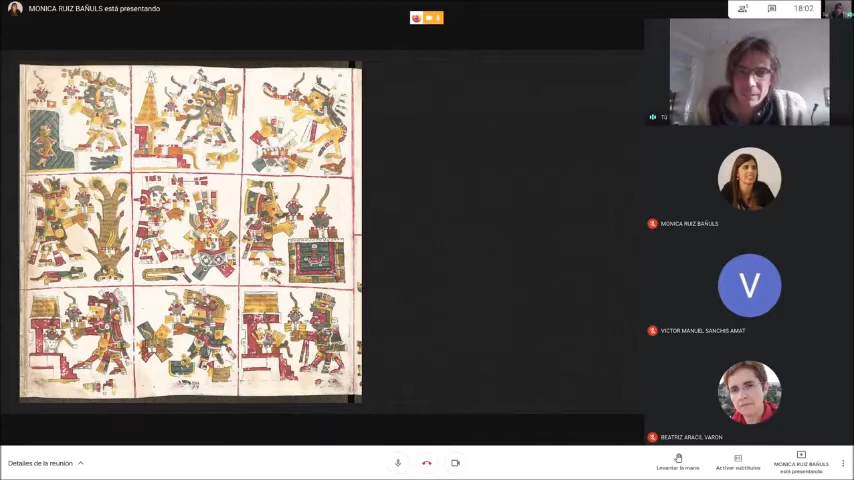 MONICA RUIZ BAÑULS está presentando
18:02
Tú
MONICA RUIZ BAÑULS
V
VICTOR MANUEL SANCHIS AMAT
BEATRIZ ARACIL VARON
Detalles de la reunión
Levantar la mano
Activar subtítulos
MONICA RUIZ BAÑULS
está presentando